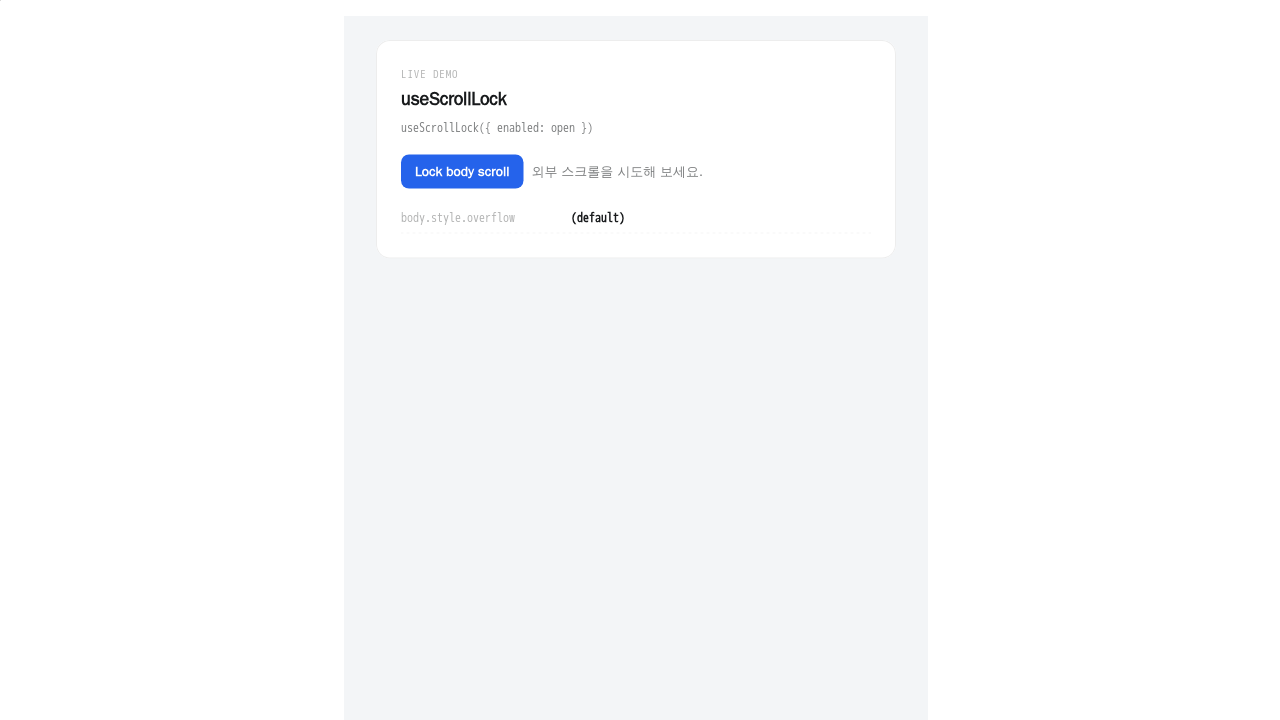 LIVE DEMO
useScrollLock
useScrollLock({ enabled: open })
Lock body scroll 외부 스크롤을 시도해 보세요.
body.style.overflow (default)